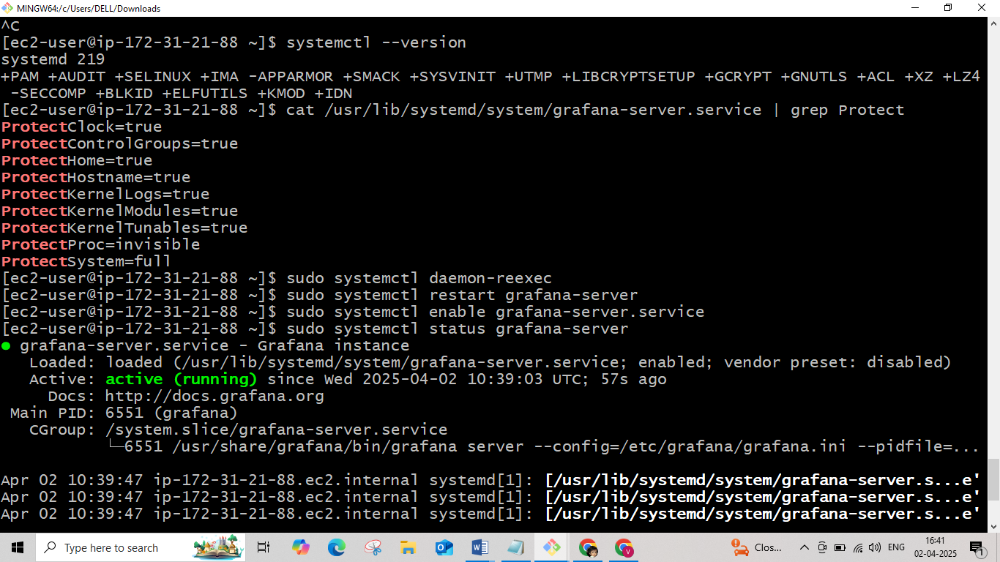 MINGW64:/c/Users/DELL/Downloads
^C
[ec2-user@ip-172-31-21-88 ~]$ systemctl --version
systemd 219
+PAM +AUDIT +SELINUX +IMA -APPARMOR +SMACK +SYSVINIT +UTMP +LIBCRYPTSETUP +GCRYPT +GNUTLS +ACL +XZ +LZ4
-SECCOMP +BLKID +ELFUTILS +KMOD +IDN
[ec2-user@ip-172-31-21-88 ~]$ cat /usr/lib/systemd/system/grafana-server.service | grep Protect
ProtectClock=true
ProtectControlGroups=true
ProtectHome=true
ProtectHostname=true
ProtectKernelLogs=true
ProtectKernelModules=true
ProtectKernelTunables=true
ProtectProc=invisible
ProtectSystem=full
[ec2-user@ip-172-31-21-88 ~]$ sudo systemctl daemon-reexec
[ec2-user@ip-172-31-21-88 ~]$ sudo systemctl restart grafana-server
[ec2-user@ip-172-31-21-88 ~]$ sudo systemctl enable grafana-server.service
[ec2-user@ip-172-31-21-88 ~]$ sudo systemctl status grafana-server
● grafana-server.service - Grafana instance
Loaded: loaded (/usr/lib/systemd/system/grafana-server.service; enabled; vendor preset: disabled)
Active: active (running) since Wed 2025-04-02 10:39:03 UTC; 57s ago
Docs: http://docs.grafana.org
Main PID: 6551 (grafana)
CGroup: /system.slice/grafana-server.service
└─6551 /usr/share/grafana/bin/grafana server --config=/etc/grafana/grafana.ini --pidfile=...
Apr 02 10:39:47 ip-172-31-21-88.ec2.internal systemd[1]: [/usr/lib/systemd/system/grafana-server.s...e'
Apr 02 10:39:47 ip-172-31-21-88.ec2.internal systemd[1]: [/usr/lib/systemd/system/grafana-server.s...e'
Apr 02 10:39:47 ip-172-31-21-88.ec2.internal systemd[1]: [/usr/lib/systemd/system/grafana-server.s...e'
Type here to search
Clos...
ENG
16:41
02-04-2025
1